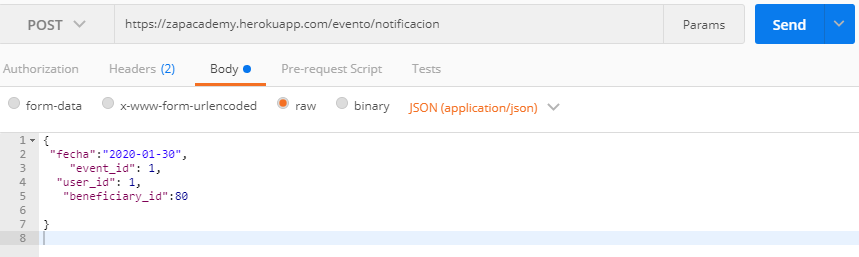 POST https://zapacademy.herokuapp.com/evento/notificacion Params Send
Authorization Headers (2) Body Pre-request Script Tests
form-data x-www-form-urlencoded raw binary JSON (application/json)
1 {
2 "fecha":"2020-01-30",
3 "event_id": 1,
4 "user_id": 1,
5 "beneficiary_id":80
6
7 }
8